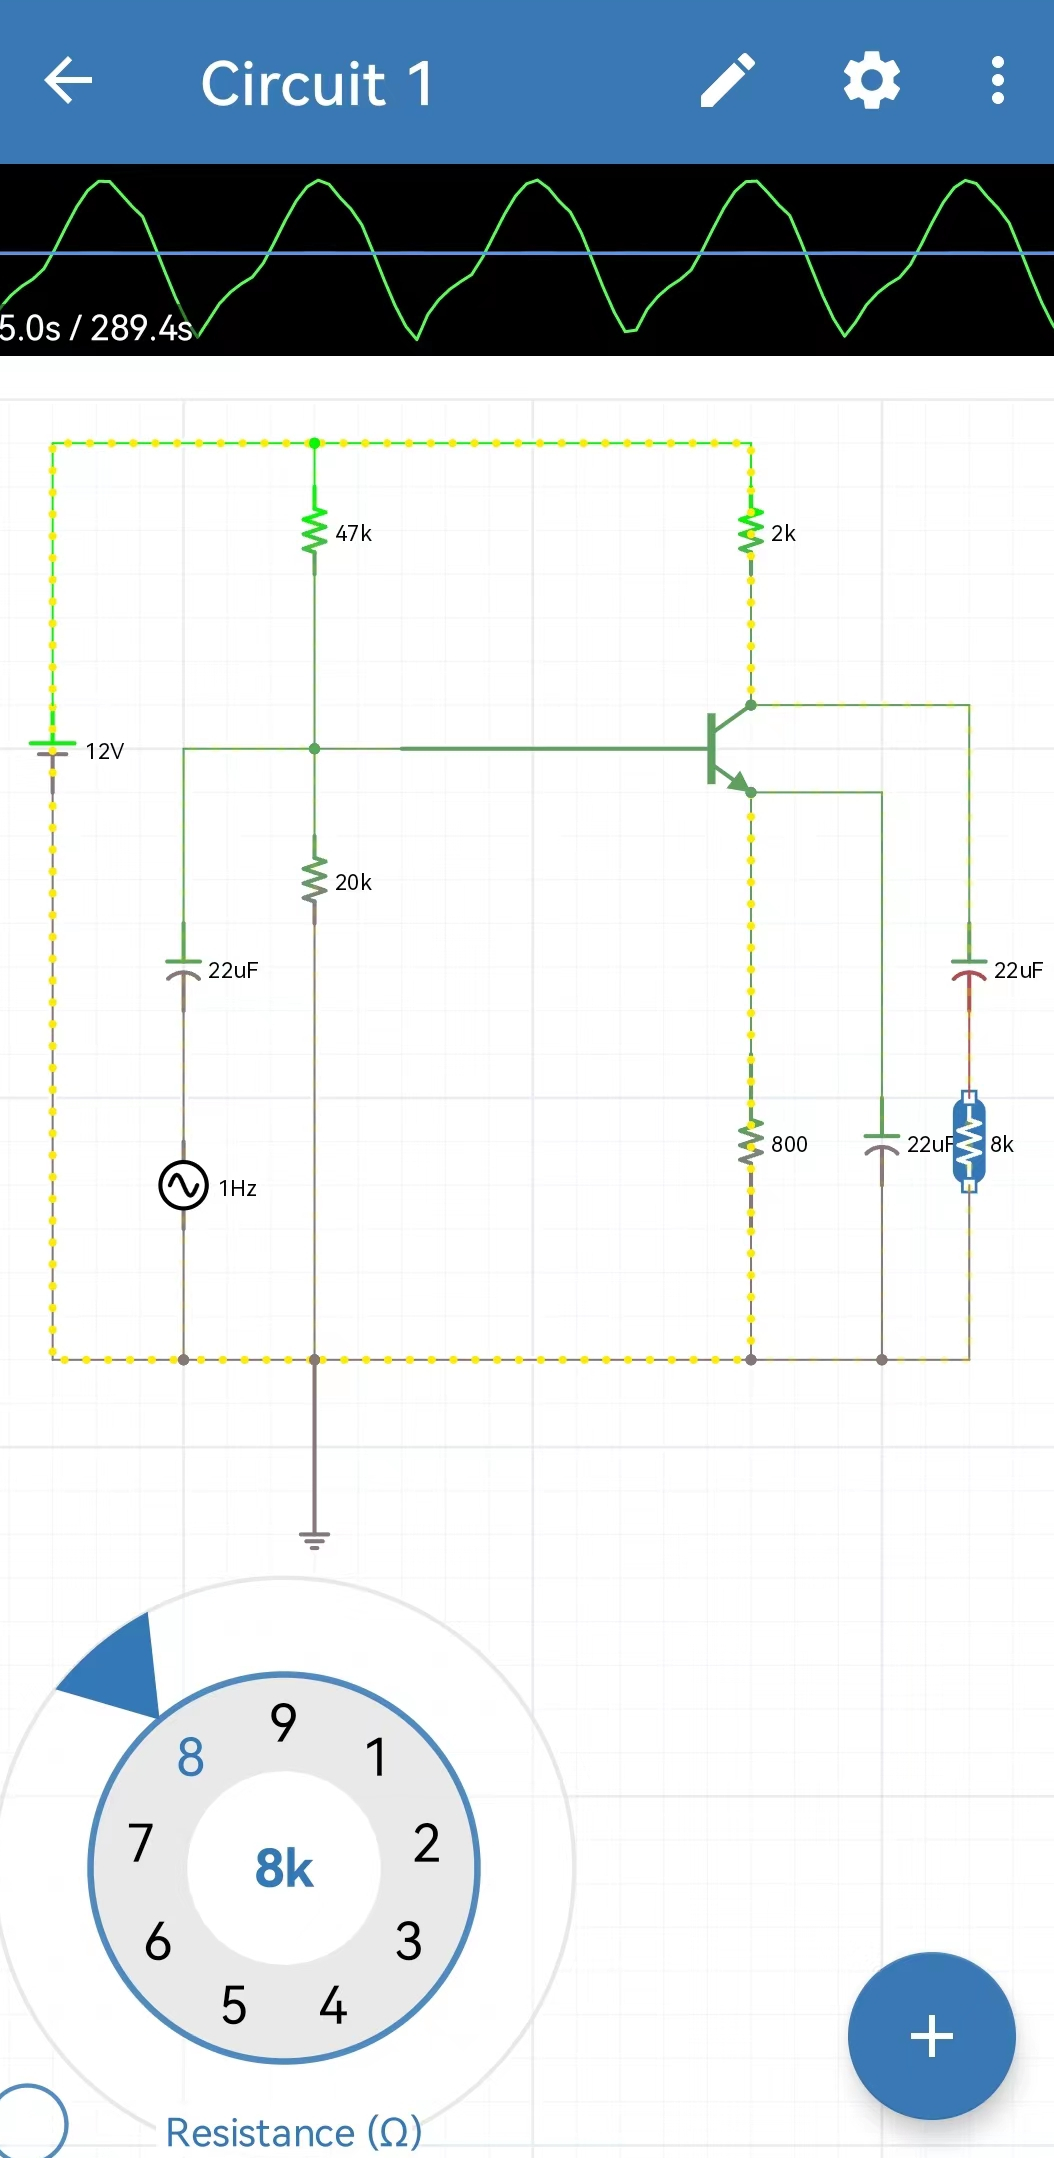 Circuit 1
5.0s / 289.4s
47k
2k
12V
20k
22uF
22uF
800
22uF
8k
1Hz
9
8
1
7
2
8k
6
3
5
4
Resistance (Ω)